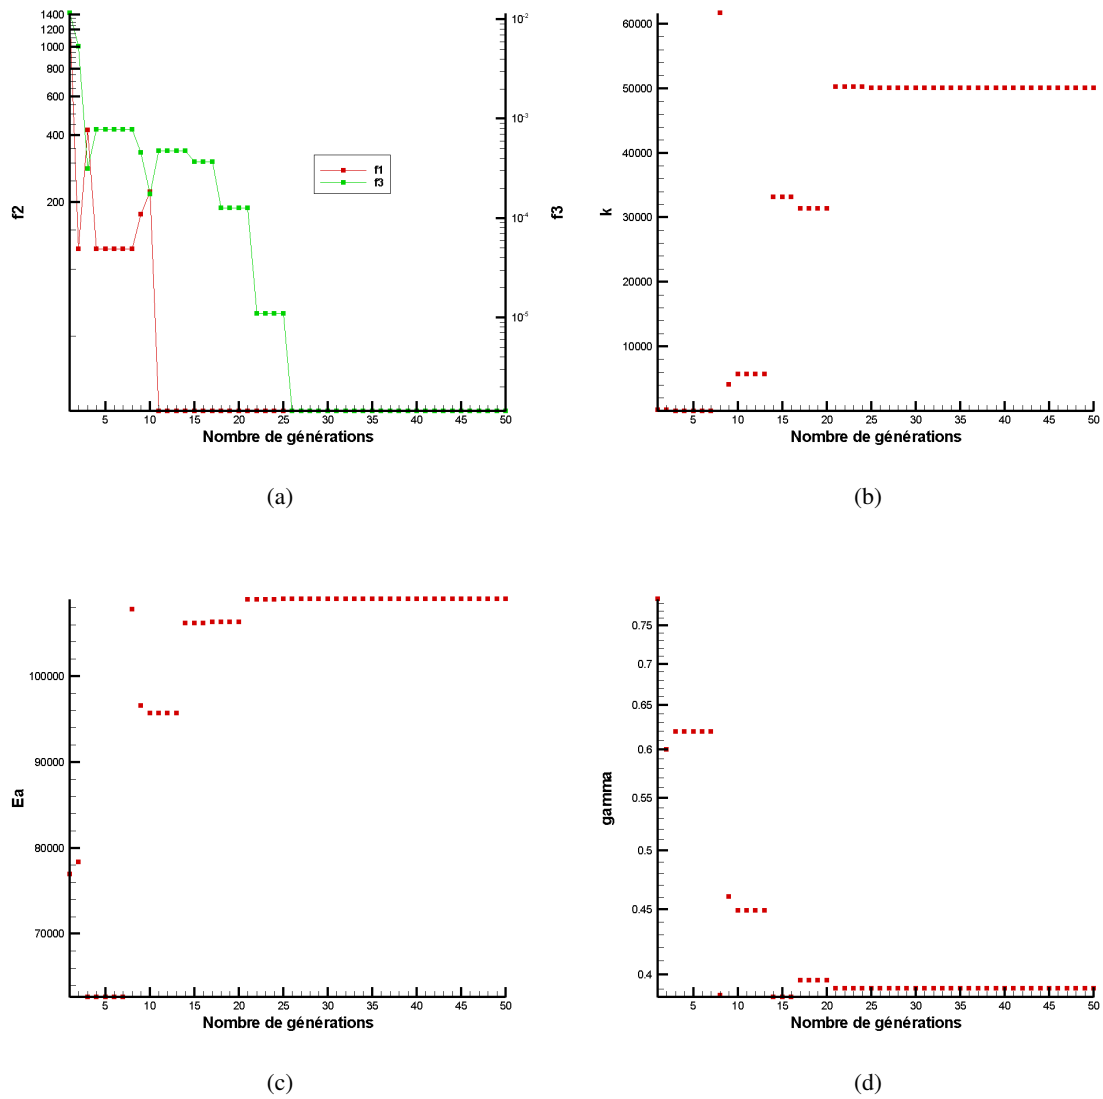 1400
1200
1000
800
600
400
200
f2
10-2
10-3
10-4
10-5
f3
f1
f3
5 10 15 20 25 30 35 40 45 50
Nombre de générations
(a)
60000
50000
40000
30000
20000
10000
k
5 10 15 20 25 30 35 40 45 50
Nombre de générations
(b)
100000
90000
80000
70000
Ea
5 10 15 20 25 30 35 40 45 50
Nombre de générations
(c)
0.75
0.7
0.65
0.6
0.55
0.5
0.45
0.4
gamma
5 10 15 20 25 30 35 40 45 50
Nombre de générations
(d)